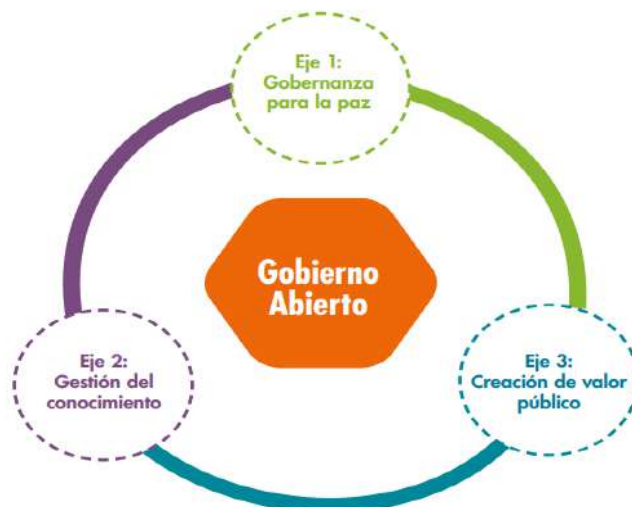 Eje 1:
Gobernanza
para la paz
Gobierno
Abierto
Eje 2:
Gestión del
conocimiento
Eje 3:
Creación de valor
público